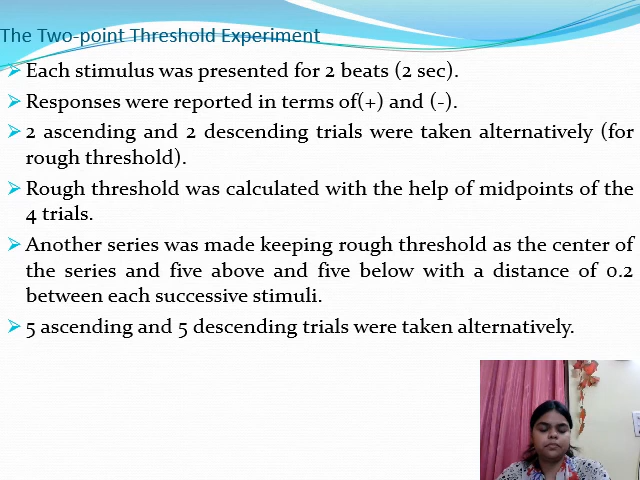 The Two-point Threshold Experiment
Each stimulus was presented for 2 beats (2 sec).
Responses were reported in terms of(+) and (-).
2 ascending and 2 descending trials were taken alternatively (for
rough threshold).
Rough threshold was calculated with the help of midpoints of the
4 trials.
Another series was made keeping rough threshold as the center of
the series and five above and five below with a distance of 0.2
between each successive stimuli.
5 ascending and 5 descending trials were taken alternatively.